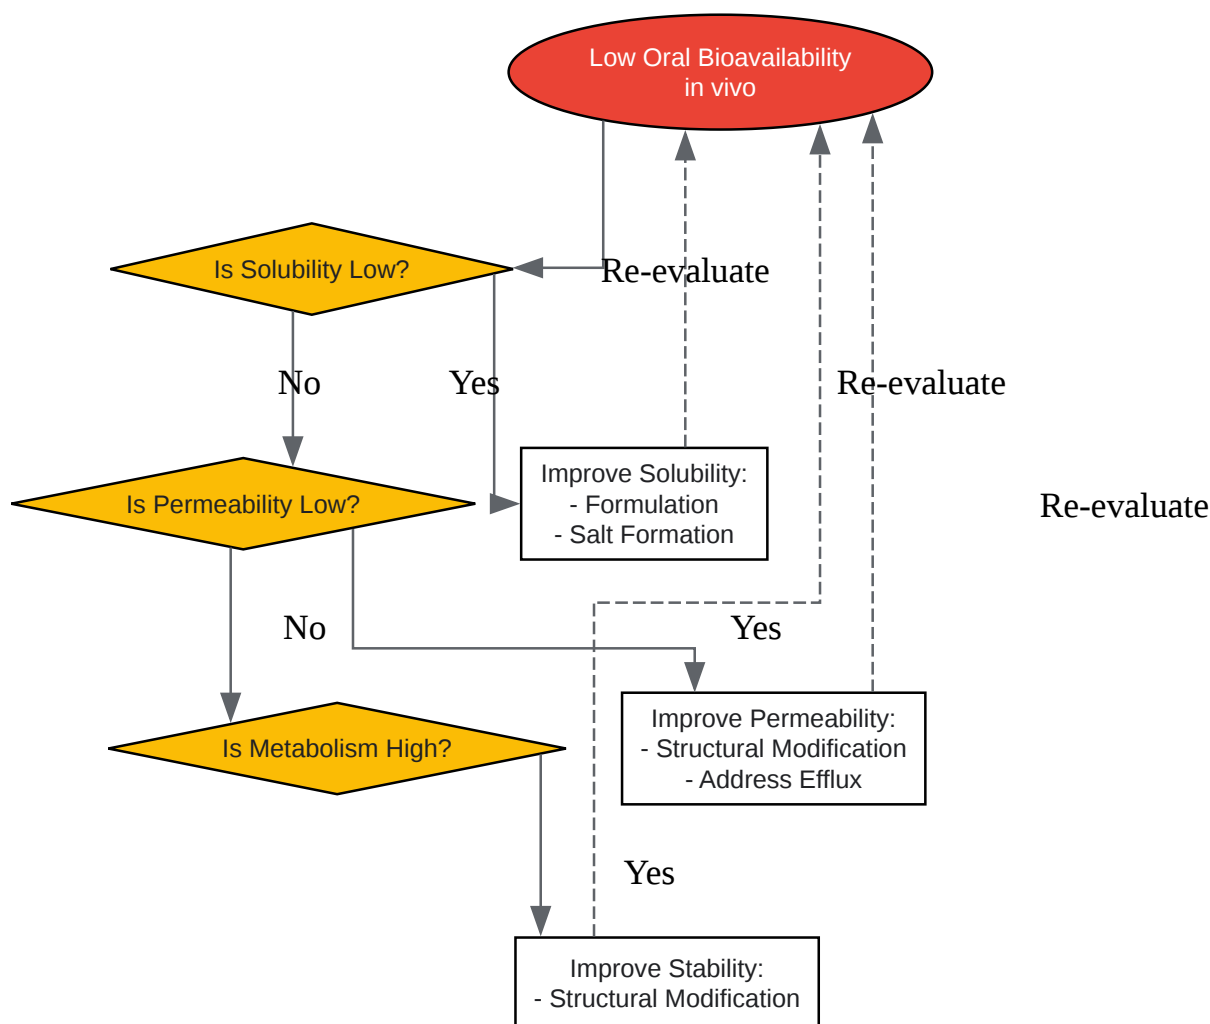 Low Oral Bioavailability
in vivo
Is Solubility Low?
Re-evaluate
No
Yes
Re-evaluate
Improve Solubility:
- Formulation
- Salt Formation
Is Permeability Low?
Re-evaluate
No
Yes
Improve Permeability:
- Structural Modification
- Address Efflux
Is Metabolism High?
Yes
Improve Stability:
- Structural Modification